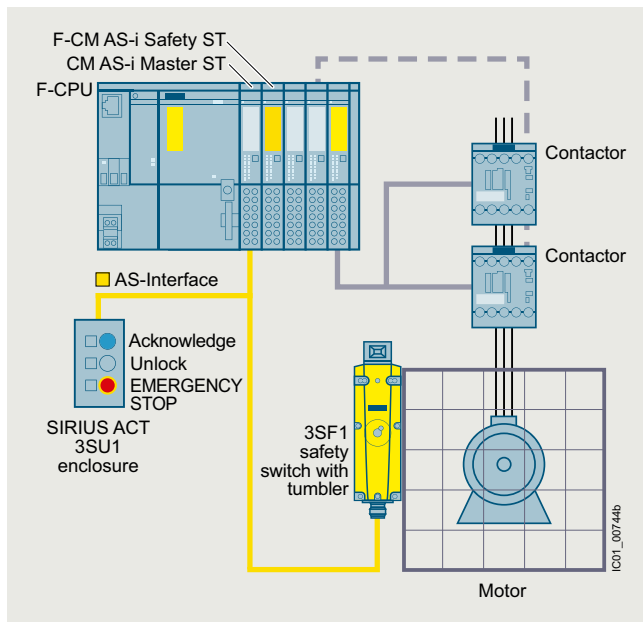 F-CM AS-i Safety ST
CM AS-i Master ST
F-CPU
Contactor
Contactor
AS-Interface
Acknowledge
Unlock
EMERGENCY
STOP
SIRIUS ACT
3SU1
enclosure
3SF1
safety
switch with
tumbler
Motor
IC01_00744b